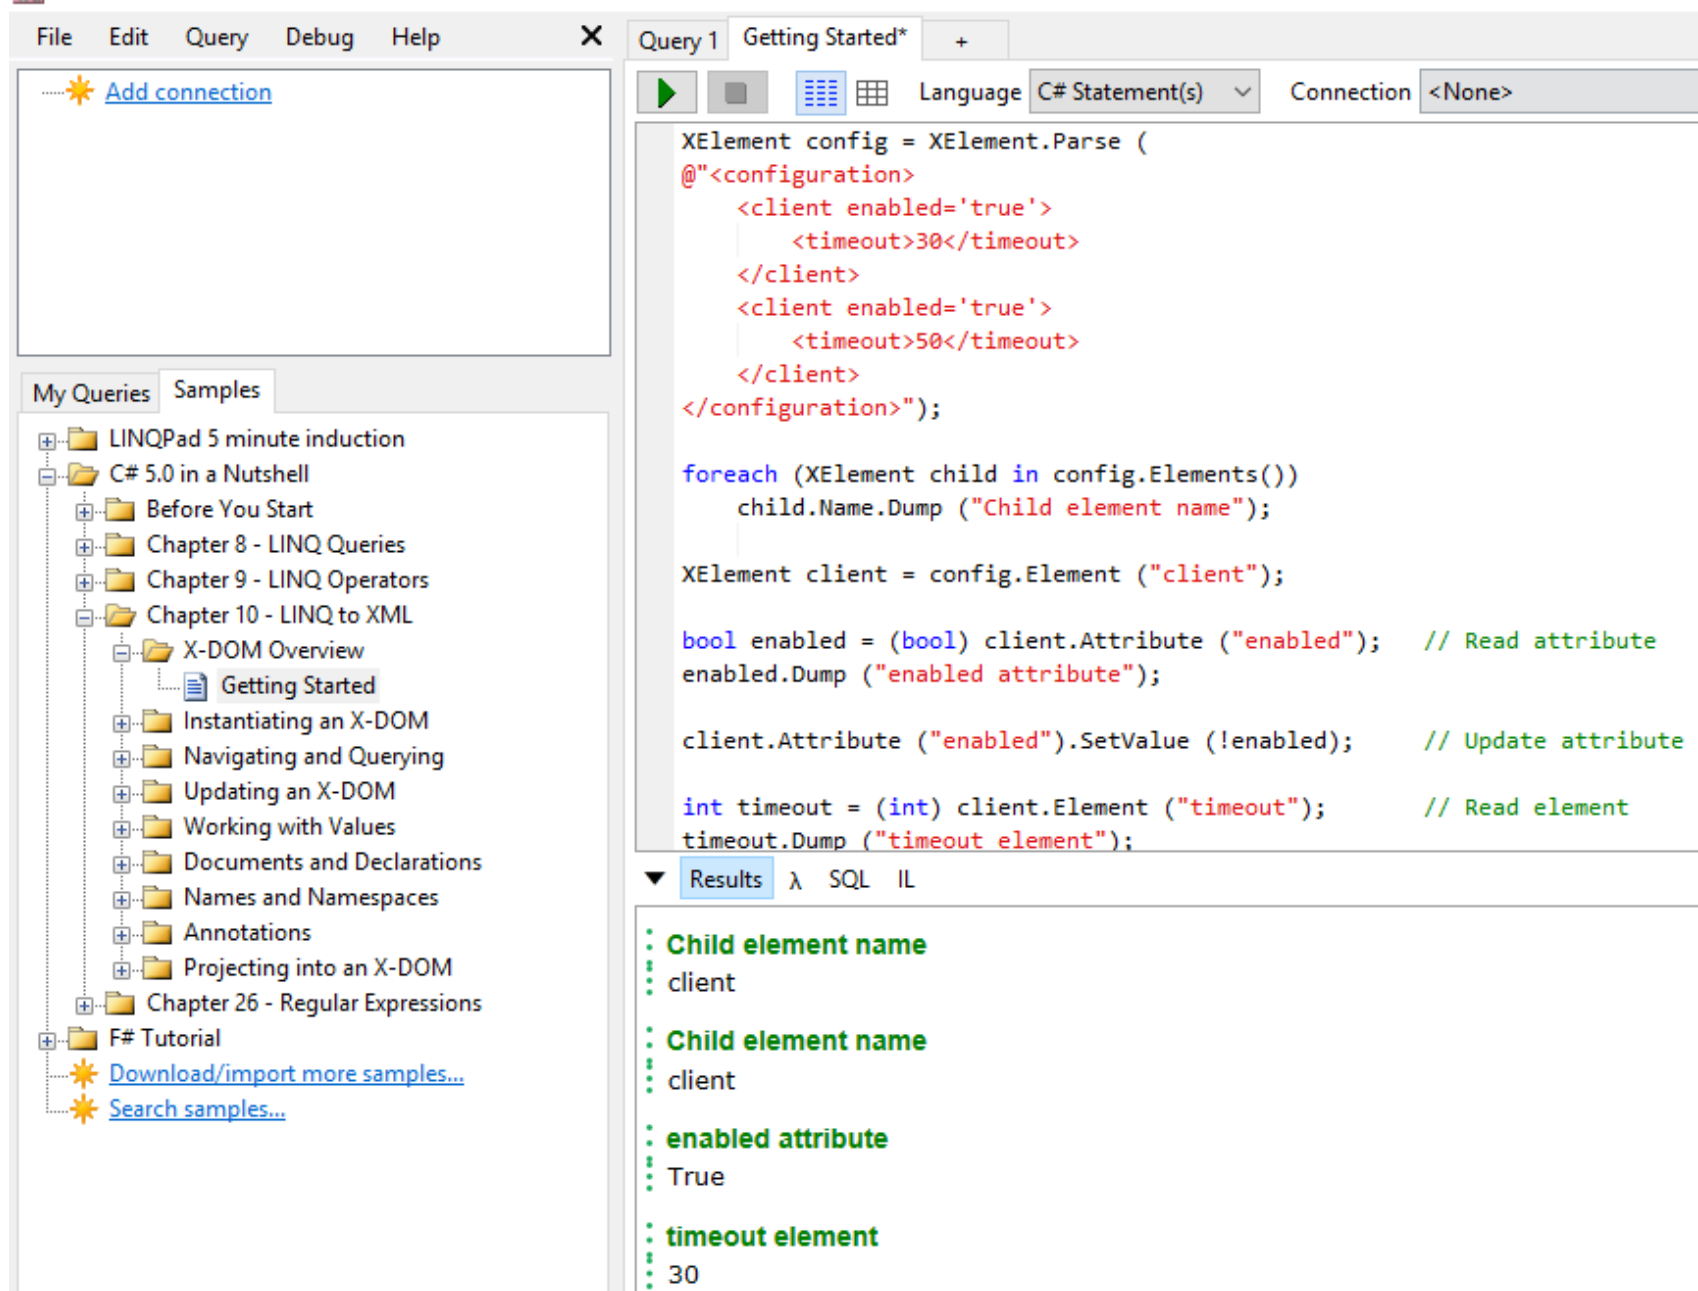 File Edit Query Debug Help
Add connection
My Queries Samples
LINQPad 5 minute induction
C# 5.0 in a Nutshell
Before You Start
Chapter 8 - LINQ Queries
Chapter 9 - LINQ Operators
Chapter 10 - LINQ to XML
X-DOM Overview
Getting Started
Instantiating an X-DOM
Navigating and Querying
Updating an X-DOM
Working with Values
Documents and Declarations
Names and Namespaces
Annotations
Projecting into an X-DOM
Chapter 26 - Regular Expressions
F# Tutorial
Download/import more samples...
Search samples...
Query 1 Getting Started* +
Language C# Statement(s) Connection <None>
XElement config = XElement.Parse (
@"<configuration>
    <client enabled='true'>
        <timeout>30</timeout>
    </client>
    <client enabled='true'>
        <timeout>50</timeout>
    </client>
</configuration>");
foreach (XElement child in config.Elements())
    child.Name.Dump ("Child element name");
XElement client = config.Element ("client");
bool enabled = (bool) client.Attribute ("enabled");   // Read attribute
enabled.Dump ("enabled attribute");
client.Attribute ("enabled").SetValue (!enabled);     // Update attribute
int timeout = (int) client.Element ("timeout");       // Read element
timeout.Dump ("timeout element");
Results λ SQL IL
Child element name
client
Child element name
client
enabled attribute
True
timeout element
30